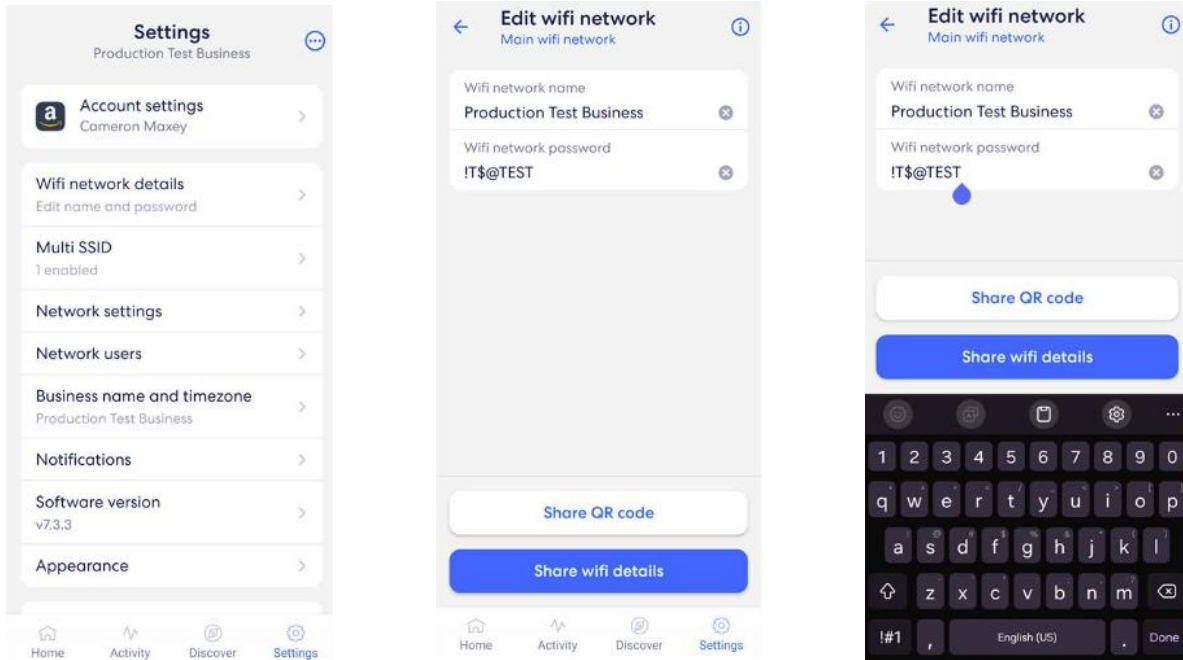 Settings
Production Test Business
a
Account settings
Cameron Maxey
Wifi network details
Edit name and password
Multi SSID
1 enabled
Network settings
Network users
Business name and timezone
Production Test Business
Notifications
Software version
v7.3.3
Appearance
Home Activity Discover Settings
Edit wifi network
Main wifi network
Wifi network name
Production Test Business
Wifi network password
!T$@TEST
Share QR code
Share wifi details
Home Activity Discover Settings
Edit wifi network
Main wifi network
Wifi network name
Production Test Business
Wifi network password
!T$@TEST
Share QR code
Share wifi details
1 2 3 4 5 6 7 8 9 0
q w e r t y u i o p
a s d f g h j k l
z x c v b n m
!#1 , English (US) . Done